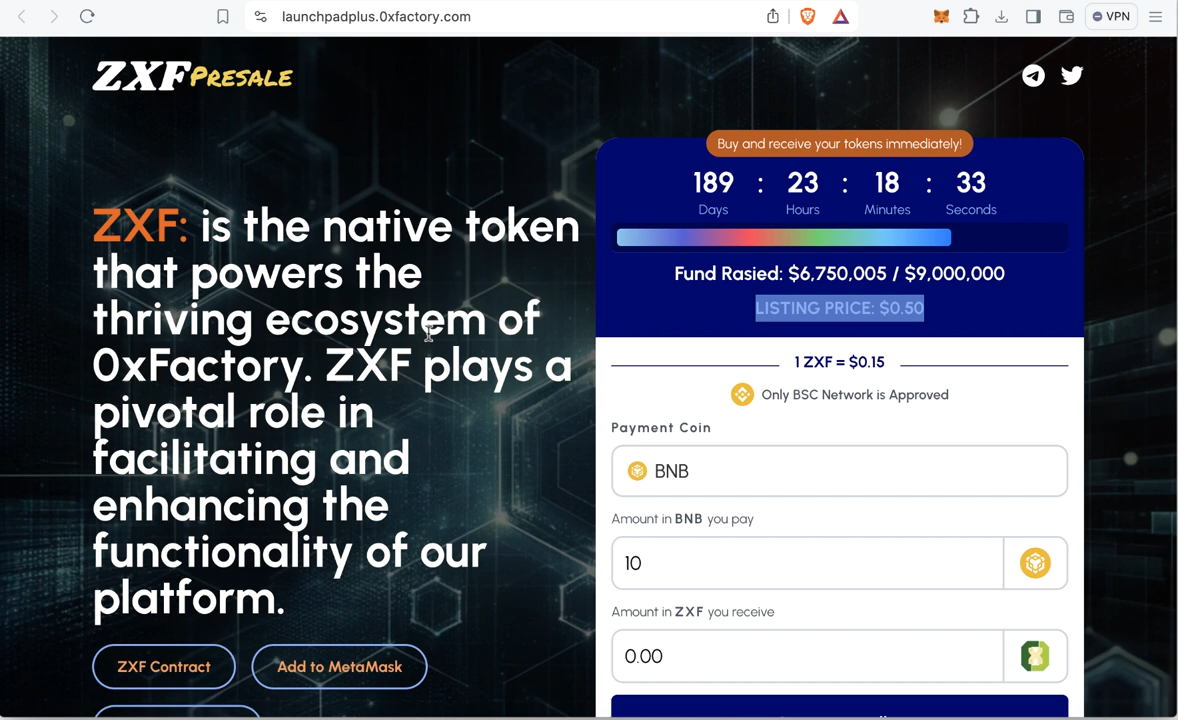 launchpadplus.0xfactory.com
VPN
ZXF PRESALE
Buy and receive your tokens immediately!
189 : 23 : 18 : 33
Days Hours Minutes Seconds
Fund Rasied: $6,750,005 / $9,000,000
LISTING PRICE: $0.50
ZXF: is the native token
that powers the
thriving ecosystem of
0xFactory. ZXF plays a
pivotal role in
facilitating and
enhancing the
functionality of our
platform.
ZXF Contract
Add to MetaMask
1 ZXF = $0.15
Only BSC Network is Approved
Payment Coin
BNB
Amount in BNB you pay
10
Amount in ZXF you receive
0.00